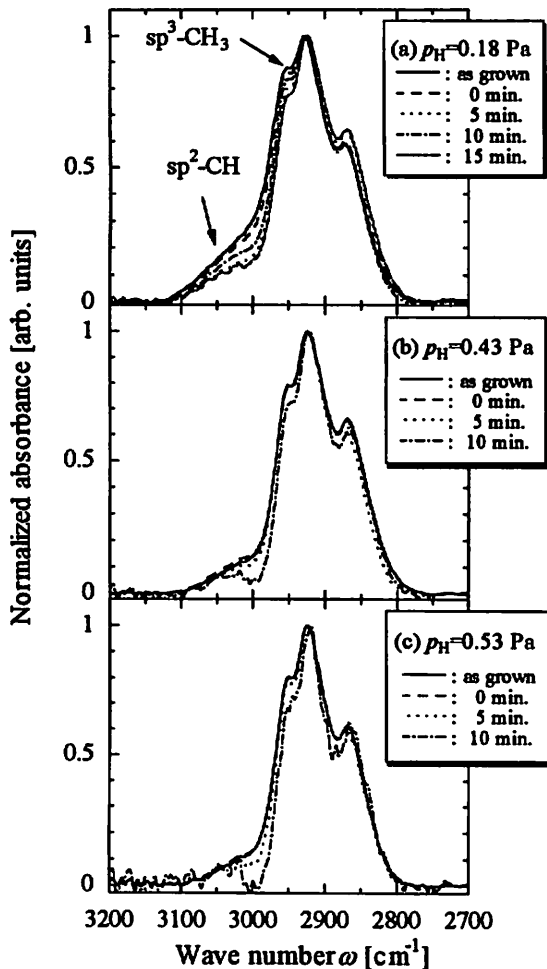 Normalized absorbance [arb. units]
sp³-CH₃
sp²-CH
(a) pH=0.18 Pa
: as grown
: 0 min.
: 5 min.
: 10 min.
: 15 min.
1
0.5
0
(b) pH=0.43 Pa
: as grown
: 0 min.
: 5 min.
: 10 min.
1
0.5
0
(c) pH=0.53 Pa
: as grown
: 0 min.
: 5 min.
: 10 min.
1
0.5
0
3200 3100 3000 2900 2800 2700
Wave number ω [cm⁻¹]